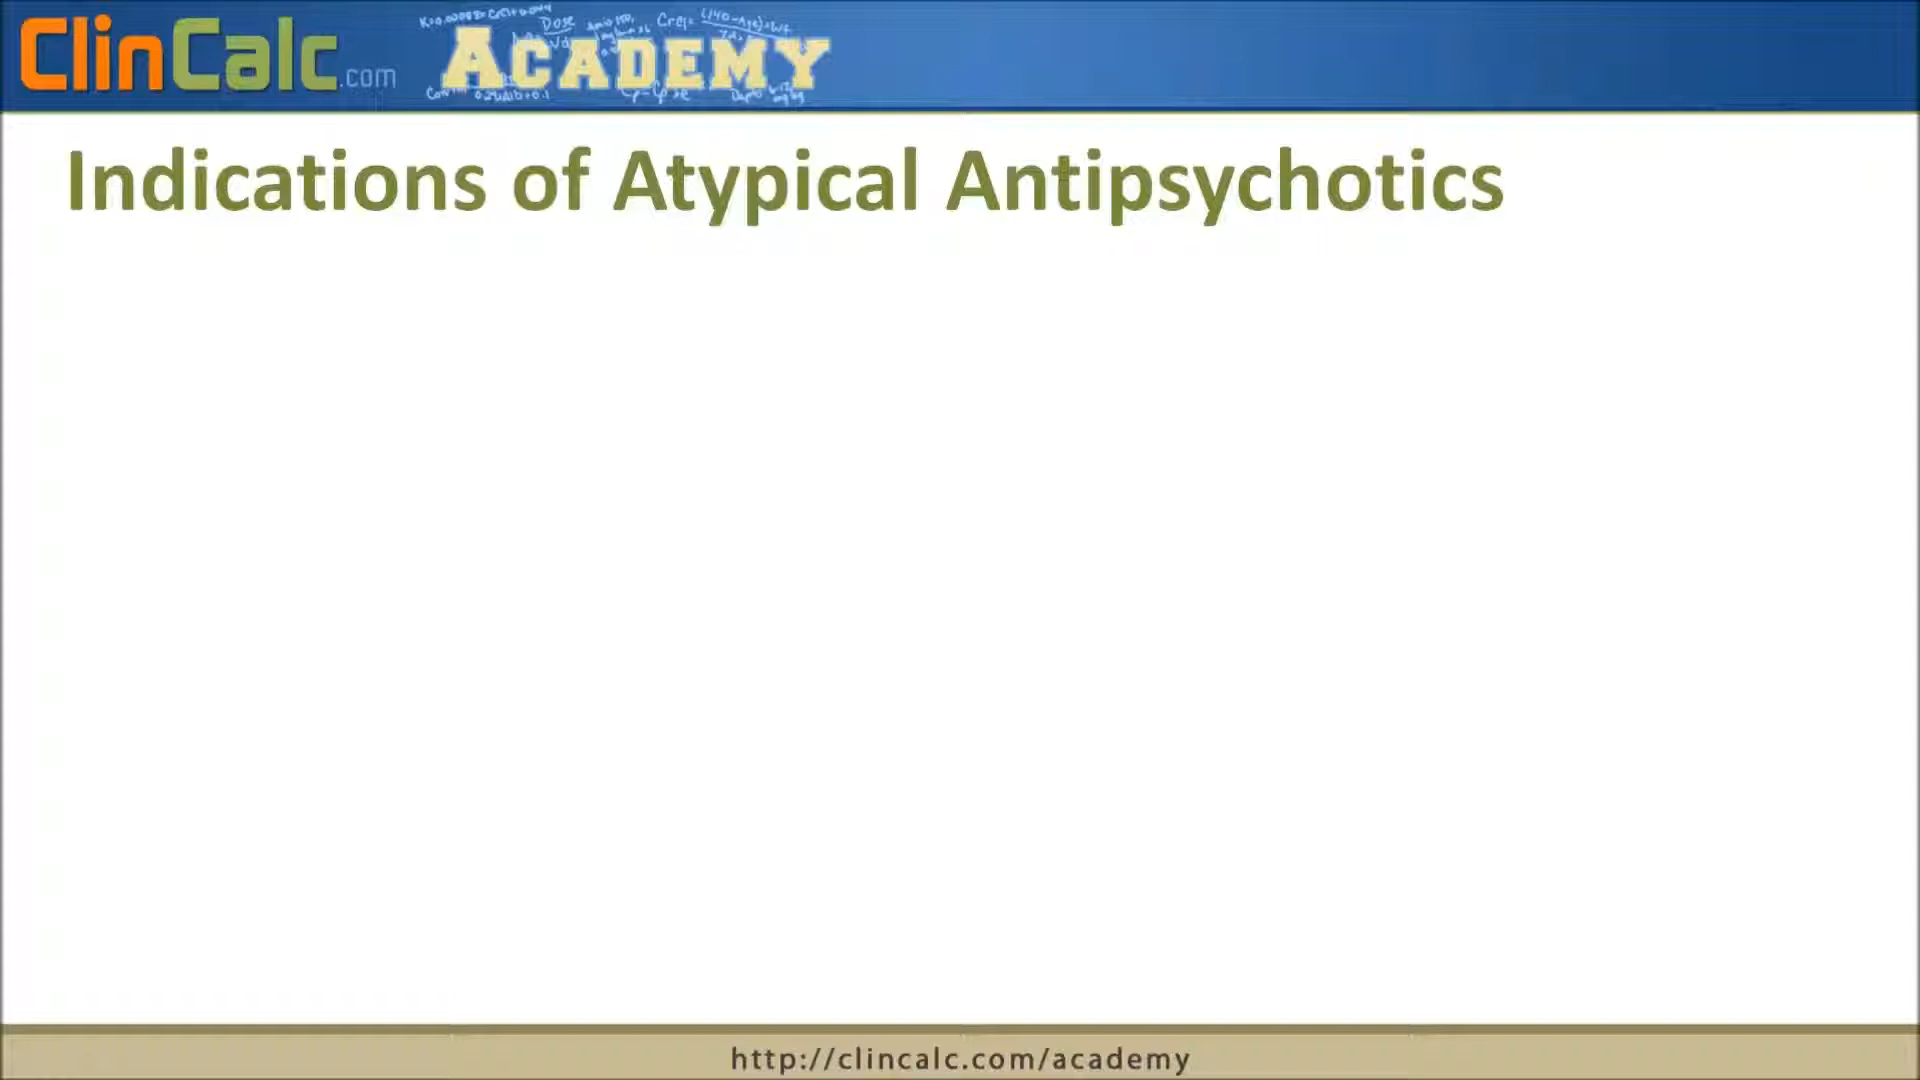 ClinCalc.com ACADEMY
Indications of Atypical Antipsychotics
http://clincalc.com/academy